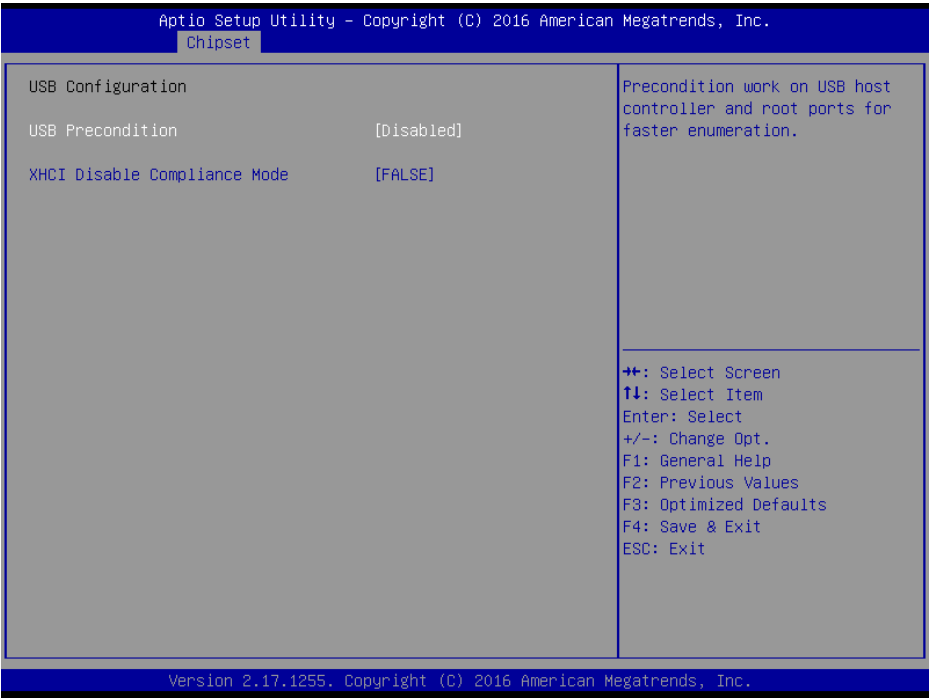 Aptio Setup Utility – Copyright (C) 2016 American Megatrends, Inc.
Chipset
USB Configuration
USB Precondition [Disabled]
XHCI Disable Compliance Mode [FALSE]
Precondition work on USB host
controller and root ports for
faster enumeration.
→←: Select Screen
↑↓: Select Item
Enter: Select
+/-: Change Opt.
F1: General Help
F2: Previous Values
F3: Optimized Defaults
F4: Save & Exit
ESC: Exit
Version 2.17.1255. Copyright (C) 2016 American Megatrends, Inc.